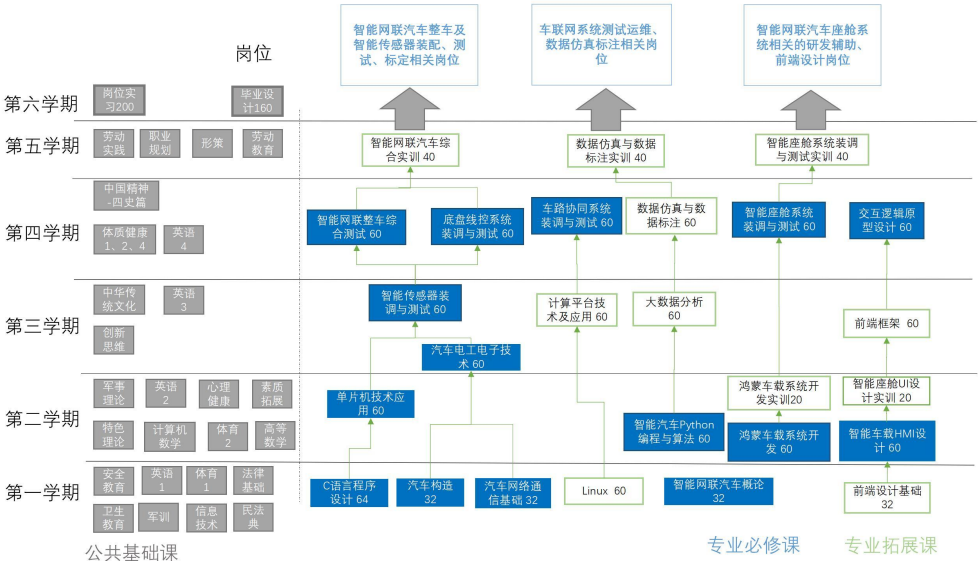 智能网联汽车整车及
智能传感器装配、测
试、标定相关岗位
车联网系统测试运维、
数据仿真标注相关岗
位
智能网联汽车座舱系
统相关的研发辅助、
前端设计岗位
岗位
第六学期
岗位实
习200
毕业设
计160
第五学期
劳动
实践
职业
规划
形策
劳动
教育
智能网联汽车综
合实训 40
数据仿真与数据
标注实训 40
智能座舱系统装调
与测试实训 40
第四学期
中国精神
-四史篇
体质健康
1、2、4
英语
4
智能网联整车综
合测试 60
底盘线控系统
装调与测试 60
车路协同系统
装调与测试 60
数据仿真与数
据标注 60
智能座舱系统
装调与测试 60
交互逻辑原
型设计 60
第三学期
中华传
统文化
英语
3
创新
思维
智能传感器装
调与测试 60
计算平台技
术及应用 60
大数据分析
60
前端框架 60
汽车电工电子技
术 60
第二学期
军事
理论
英语
2
心理
健康
素质
拓展
特色
理论
计算机
数学
体育
2
高等
数学
单片机技术应
用 60
鸿蒙车载系统开
发实训20
智能座舱UI设
计实训 20
智能汽车Python
编程与算法 60
鸿蒙车载系统开
发 60
智能车载HMI设
计 60
第一学期
安全
教育
英语
1
体育
1
法律
基础
卫生
教育
军训
信息
技术
民法
典
C语言程序
设计 64
汽车构造
32
汽车网络通
信基础 32
Linux 60
智能网联汽车概论
32
前端设计基础
32
公共基础课
专业必修课
专业拓展课